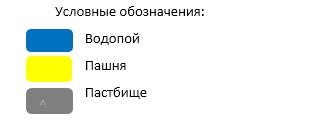 Условные обозначения:
Водопой
Пашня
Пастбище